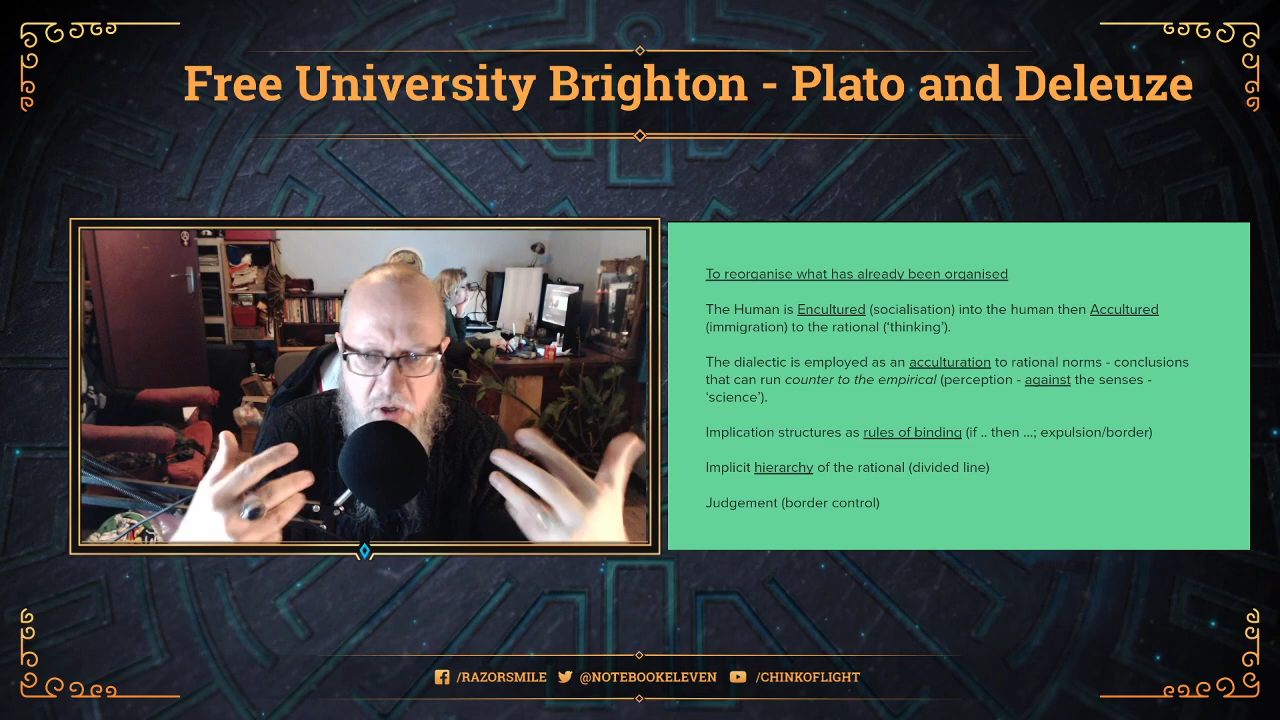 Free University Brighton - Plato and Deleuze
To reorganise what has already been organised
The Human is Encultured (socialisation) into the human then Accultured
(immigration) to the rational (‘thinking’).
The dialectic is employed as an acculturation to rational norms - conclusions
that can run counter to the empirical (perception - against the senses -
‘science’).
Implication structures as rules of binding (if .. then ...; expulsion/border)
Implicit hierarchy of the rational (divided line)
Judgement (border control)
/RAZORSMILE @NOTEBOOKELEVEN /CHINKOFLIGHT